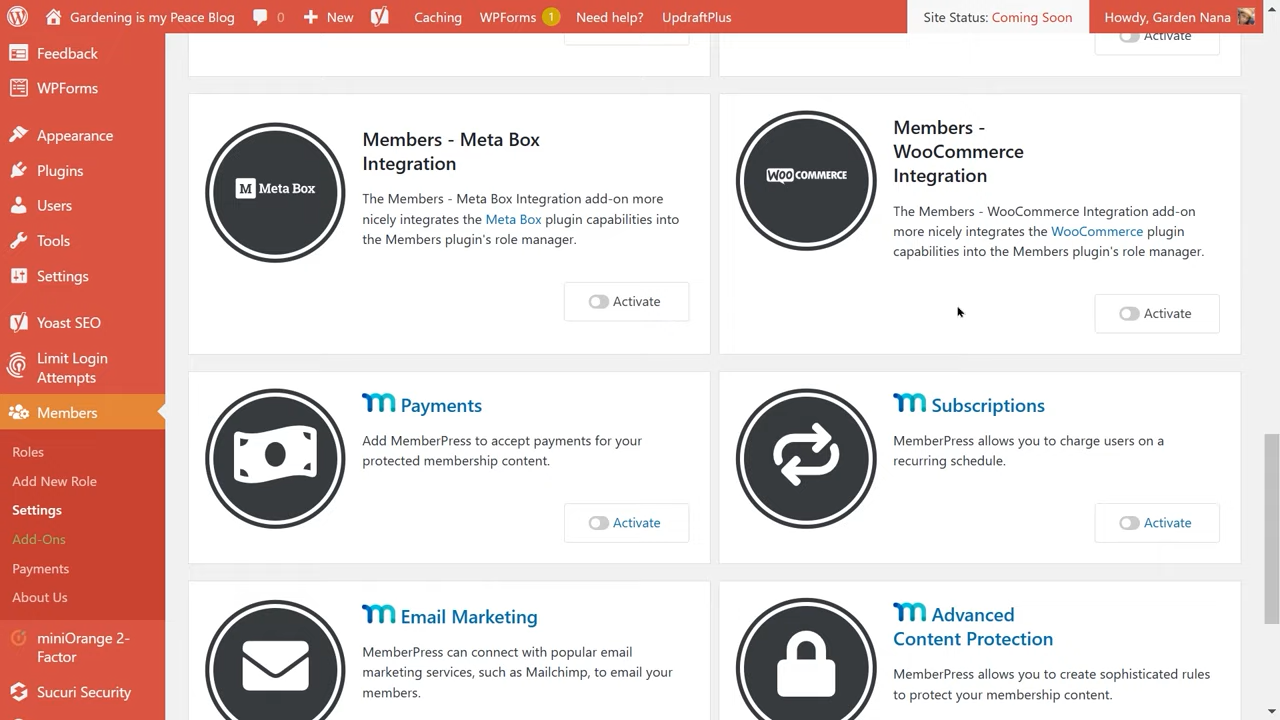 Gardening is my Peace Blog
0
New
Caching
WPForms 1
Need help?
UpdraftPlus
Site Status: Coming Soon
Howdy, Garden Nana
Feedback
WPForms
Appearance
Plugins
Users
Tools
Settings
Yoast SEO
Limit Login
Attempts
Members
Roles
Add New Role
Settings
Add-Ons
Payments
About Us
miniOrange 2-
Factor
Sucuri Security
Activate
M Meta Box
Members - Meta Box
Integration
The Members - Meta Box Integration add-on more
nicely integrates the Meta Box plugin capabilities into
the Members plugin's role manager.
Activate
WOO COMMERCE
Members -
WooCommerce
Integration
The Members - WooCommerce Integration add-on
more nicely integrates the WooCommerce plugin
capabilities into the Members plugin's role manager.
Activate
m Payments
Add MemberPress to accept payments for your
protected membership content.
Activate
m Subscriptions
MemberPress allows you to charge users on a
recurring schedule.
Activate
m Email Marketing
MemberPress can connect with popular email
marketing services, such as Mailchimp, to email your
members.
m Advanced
Content Protection
MemberPress allows you to create sophisticated rules
to protect your membership content.